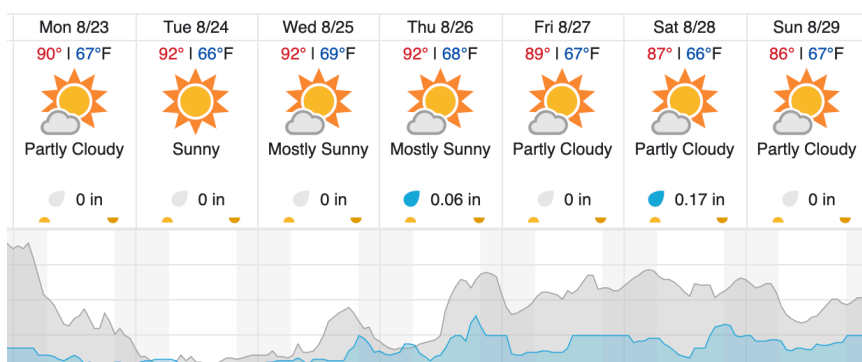 Mon 8/23 Tue 8/24 Wed 8/25 Thu 8/26 Fri 8/27 Sat 8/28 Sun 8/29
90° | 67°F 92° | 66°F 92° | 69°F 92° | 68°F 89° | 67°F 87° | 66°F 86° | 67°F
Partly Cloudy Sunny Mostly Sunny Mostly Sunny Partly Cloudy Partly Cloudy Partly Cloudy
0 in 0 in 0 in 0.06 in 0 in 0.17 in 0 in